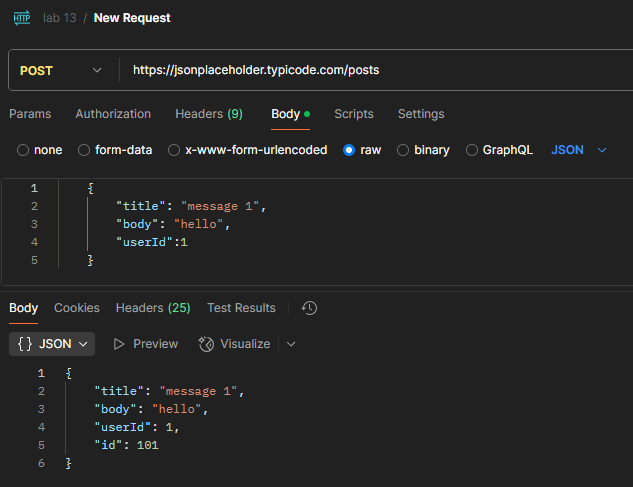 HTTP lab 13 / New Request
POST https://jsonplaceholder.typicode.com/posts
Params Authorization Headers (9) Body Scripts Settings
none form-data x-www-form-urlencoded raw binary GraphQL JSON
1 {
2 "title": "message 1",
3 "body": "hello",
4 "userId":1
5 }
Body Cookies Headers (25) Test Results
{} JSON Preview Visualize
1 {
2 "title": "message 1",
3 "body": "hello",
4 "userId": 1,
5 "id": 101
6 }